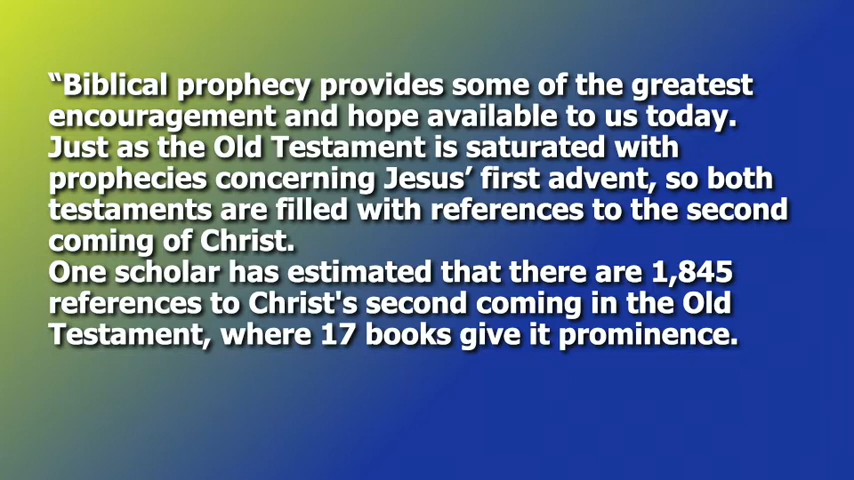 “Biblical prophecy provides some of the greatest
encouragement and hope available to us today.
Just as the Old Testament is saturated with
prophecies concerning Jesus’ first advent, so both
testaments are filled with references to the second
coming of Christ.
One scholar has estimated that there are 1,845
references to Christ's second coming in the Old
Testament, where 17 books give it prominence.